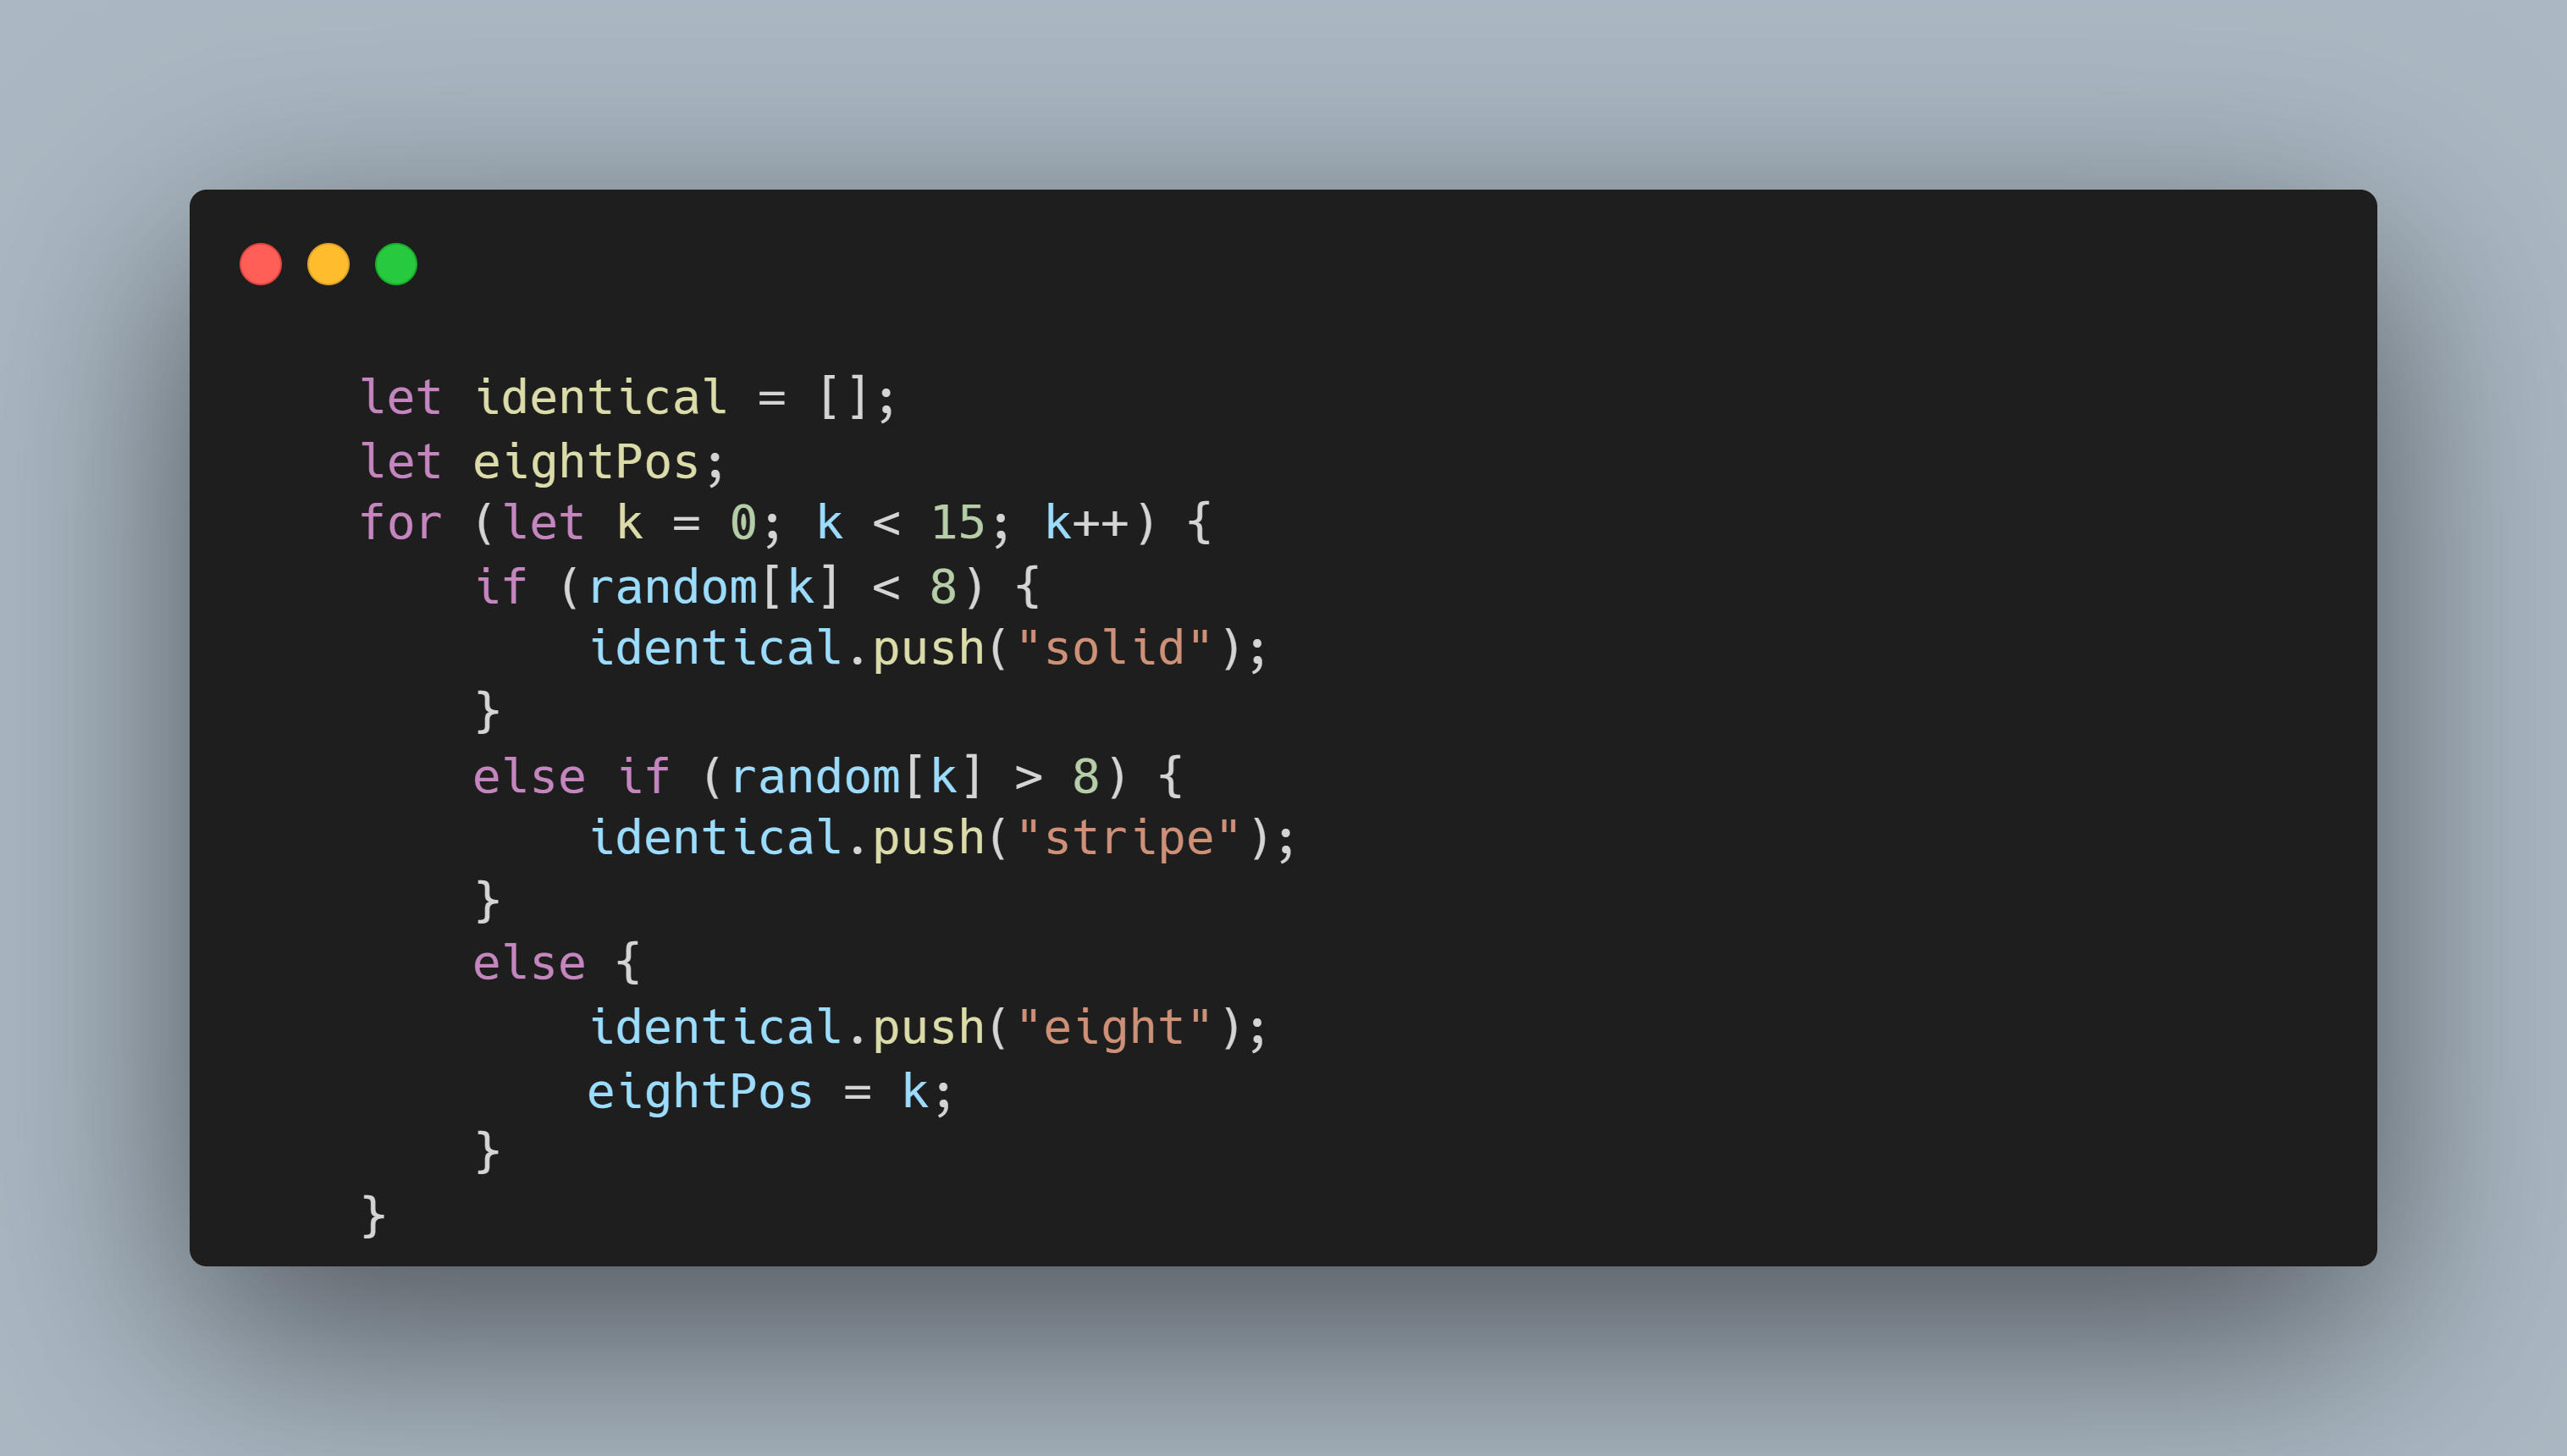 let identical = [];
let eightPos;
for (let k = 0; k < 15; k++) {
    if (random[k] < 8) {
        identical.push("solid");
    }
    else if (random[k] > 8) {
        identical.push("stripe");
    }
    else {
        identical.push("eight");
        eightPos = k;
    }
}